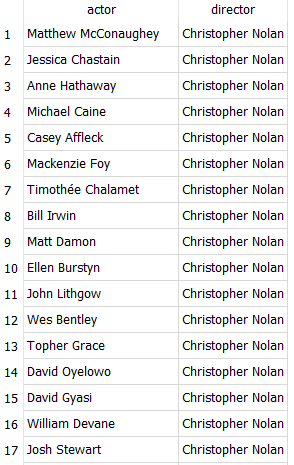 actor director
1 Matthew McConaughey Christopher Nolan
2 Jessica Chastain Christopher Nolan
3 Anne Hathaway Christopher Nolan
4 Michael Caine Christopher Nolan
5 Casey Affleck Christopher Nolan
6 Mackenzie Foy Christopher Nolan
7 Timothée Chalamet Christopher Nolan
8 Bill Irwin Christopher Nolan
9 Matt Damon Christopher Nolan
10 Ellen Burstyn Christopher Nolan
11 John Lithgow Christopher Nolan
12 Wes Bentley Christopher Nolan
13 Topher Grace Christopher Nolan
14 David Oyelowo Christopher Nolan
15 David Gyasi Christopher Nolan
16 William Devane Christopher Nolan
17 Josh Stewart Christopher Nolan